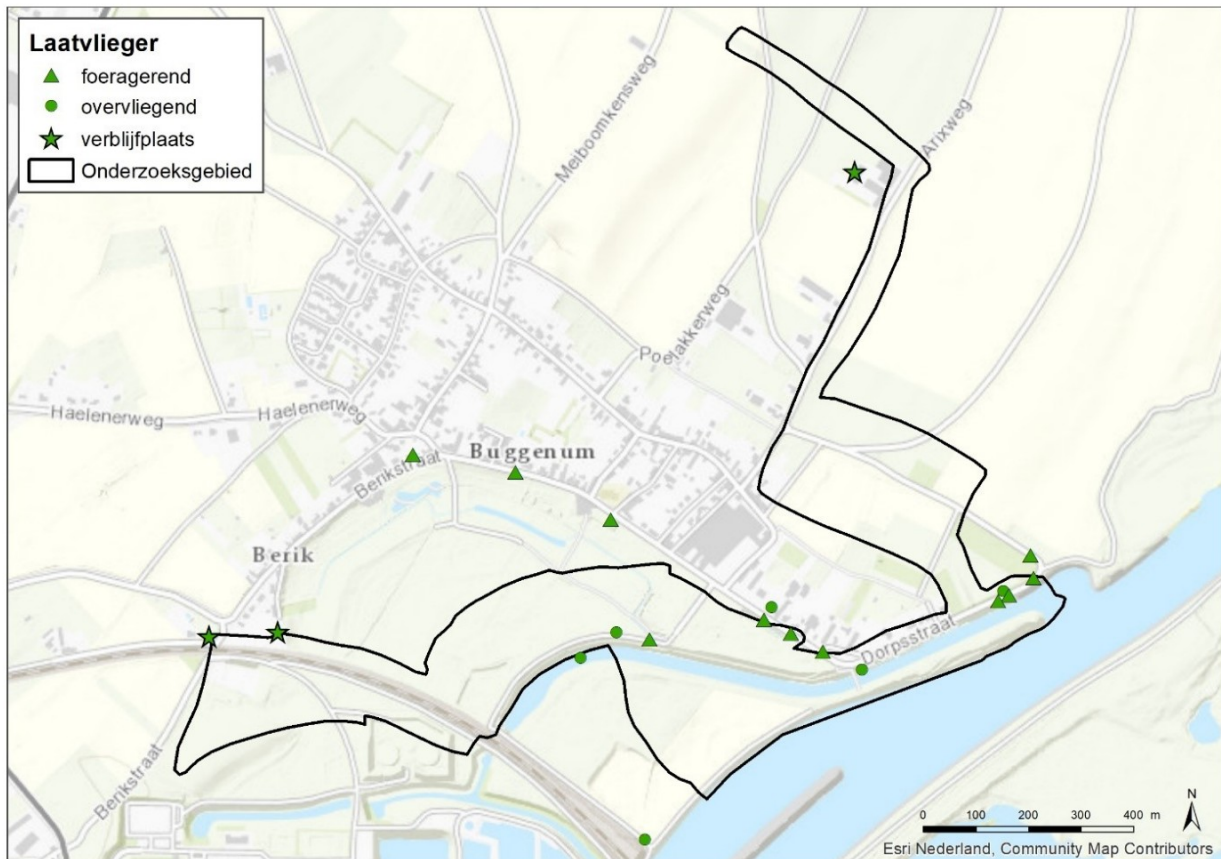 Laatvlieger
foeragerend
overvliegend
verblijfplaats
Onderzoeksgebied
Meiboomkensweg
Arixweg
Poelakkerweg
Haelenerweg
Haelenerweg
Berikstraat
Buggenum
Berik
Dorpsstraat
Berikstraat
N
0 100 200 300 400 m
Esri Nederland, Community Map Contributors